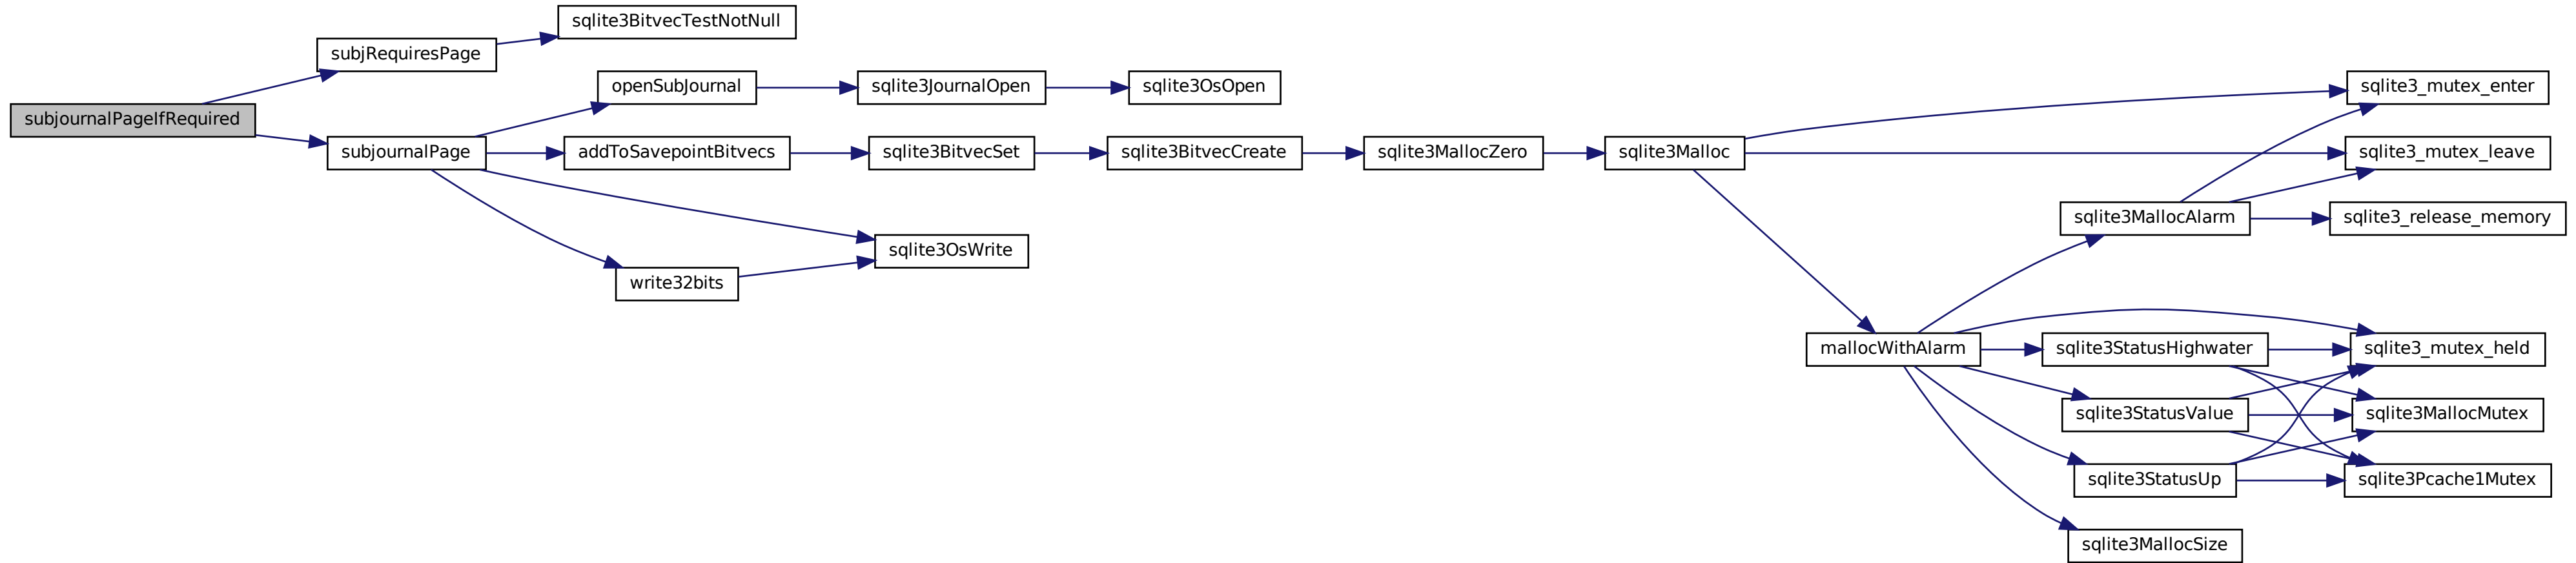 sqlite3BitvecTestNotNull
subjRequiresPage
openSubJournal
sqlite3JournalOpen
sqlite3OsOpen
sqlite3_mutex_enter
subjournalPageIfRequired
subjournalPage
addToSavepointBitvecs
sqlite3BitvecSet
sqlite3BitvecCreate
sqlite3MallocZero
sqlite3Malloc
sqlite3_mutex_leave
sqlite3MallocAlarm
sqlite3_release_memory
sqlite3OsWrite
write32bits
mallocWithAlarm
sqlite3StatusHighwater
sqlite3_mutex_held
sqlite3StatusValue
sqlite3MallocMutex
sqlite3StatusUp
sqlite3Pcache1Mutex
sqlite3MallocSize